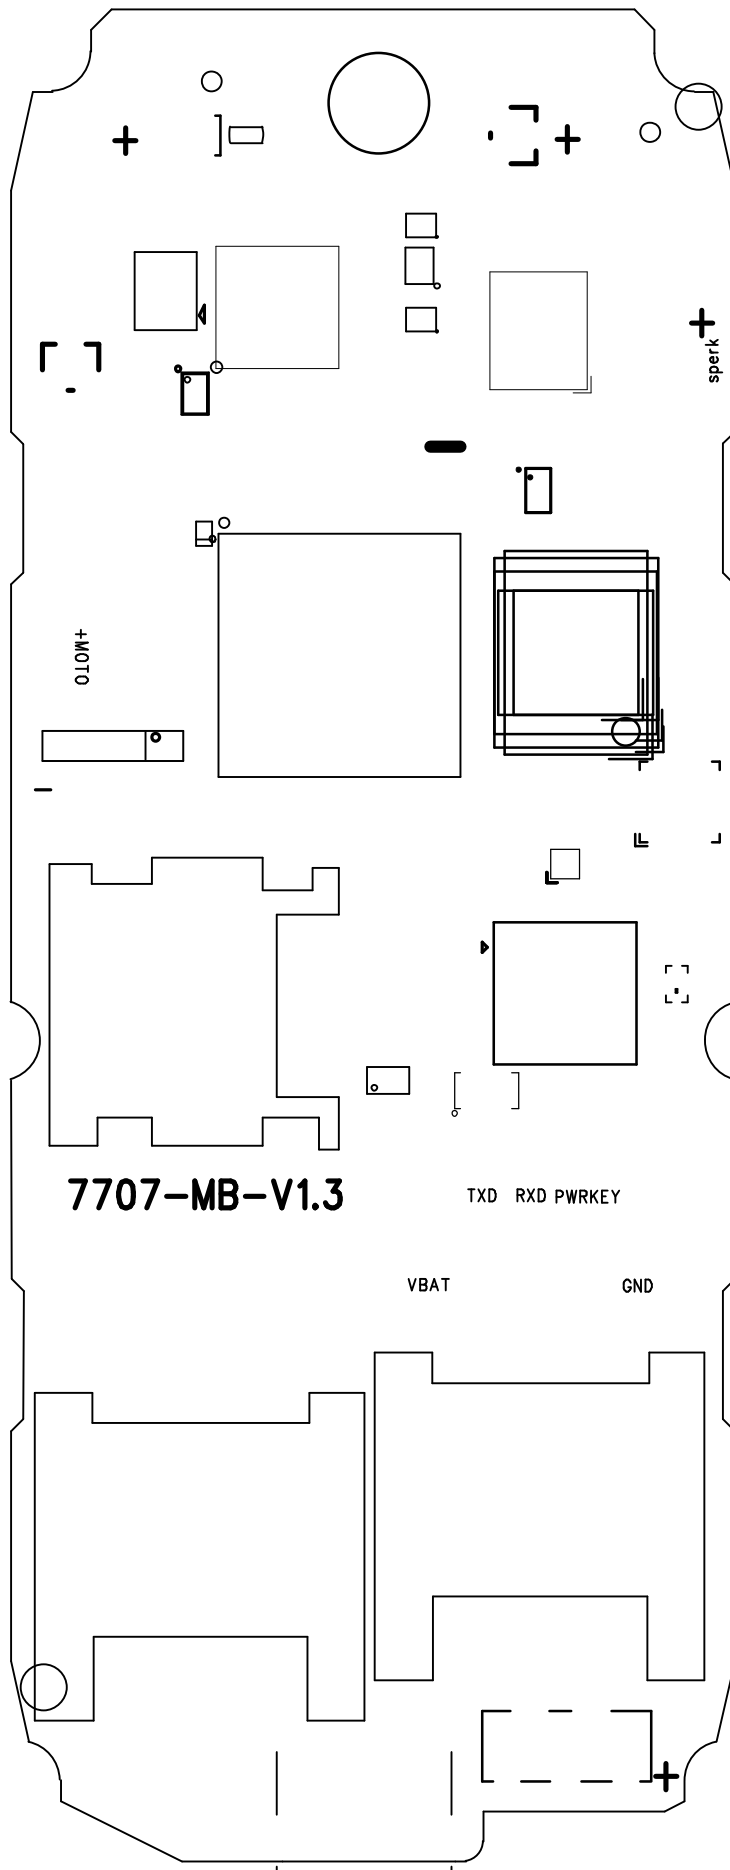 sperk
+MOTO
7707-MB-V1.3
TXD RXD PWRKEY
VBAT GND